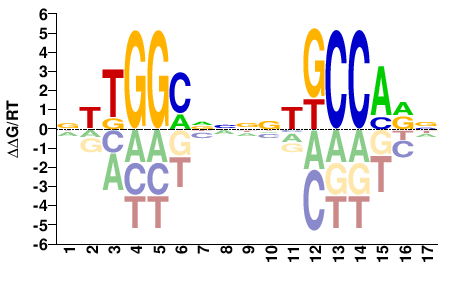 6
5
4
3
2
1
0
-1
-2
-3
-4
-5
-6
ΔΔG/RT
T T G G C A T G C C A A
G A G T C
A A C A A G A A A A G T G
G A C C T G C G G T C
T T T T
1 2 3 4 5 6 7 8 9 10 11 12 13 14 15 16 17